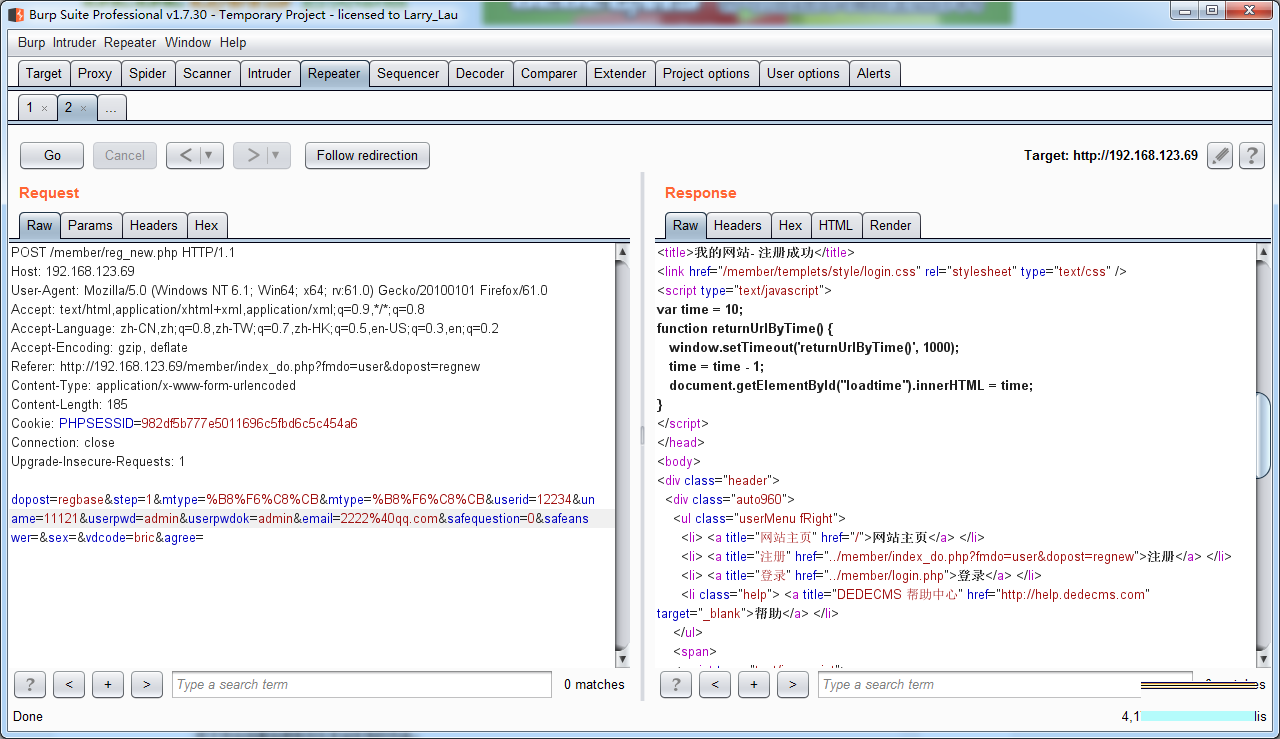 Burp Suite Professional v1.7.30 - Temporary Project - licensed to Larry_Lau
Burp Intruder Repeater Window Help
Target Proxy Spider Scanner Intruder Repeater Sequencer Decoder Comparer Extender Project options User options Alerts
1 × 2 × ...
Go Cancel < ▼ > ▼ Follow redirection Target: http://192.168.123.69 ?
Request
Raw Params Headers Hex
POST /member/reg_new.php HTTP/1.1
Host: 192.168.123.69
User-Agent: Mozilla/5.0 (Windows NT 6.1; Win64; x64; rv:61.0) Gecko/20100101 Firefox/61.0
Accept: text/html,application/xhtml+xml,application/xml;q=0.9,*/*;q=0.8
Accept-Language: zh-CN,zh;q=0.8,zh-TW;q=0.7,zh-HK;q=0.5,en-US;q=0.3,en;q=0.2
Accept-Encoding: gzip, deflate
Referer: http://192.168.123.69/member/index_do.php?fmdo=user&dopost=regnew
Content-Type: application/x-www-form-urlencoded
Content-Length: 185
Cookie: PHPSESSID=982df5b777e5011696c5fbd6c5c454a6
Connection: close
Upgrade-Insecure-Requests: 1
dopost=regbase&step=1&mtype=%B8%F6%C8%CB&mtype=%B8%F6%C8%CB&userid=12234&un
ame=11121&userpwd=admin&userpwdok=admin&email=2222%40qq.com&safequestion=0&safeans
wer=&sex=&vdcode=bric&agree=
? < + > Type a search term 0 matches
Response
Raw Headers Hex HTML Render
<title>我的网站- 注册成功</title>
<link href="/member/templets/style/login.css" rel="stylesheet" type="text/css" />
<script type="text/javascript">
var time = 10;
function returnUrlByTime() {
window.setTimeout('returnUrlByTime()', 1000);
time = time - 1;
document.getElementById("loadtime").innerHTML = time;
}
</script>
</head>
<body>
<div class="header">
<div class="auto960">
<ul class="userMenu fRight">
<li> <a title="网站主页" href="/">网站主页</a> </li>
<li> <a title="注册" href="../member/index_do.php?fmdo=user&dopost=regnew">注册</a> </li>
<li> <a title="登录" href="../member/login.php">登录</a> </li>
<li class="help"> <a title="DEDECMS 帮助中心" href="http://help.dedecms.com"
target="_blank">帮助</a> </li>
</ul>
<span>
? < + > Type a search term
Done
4,1
lis